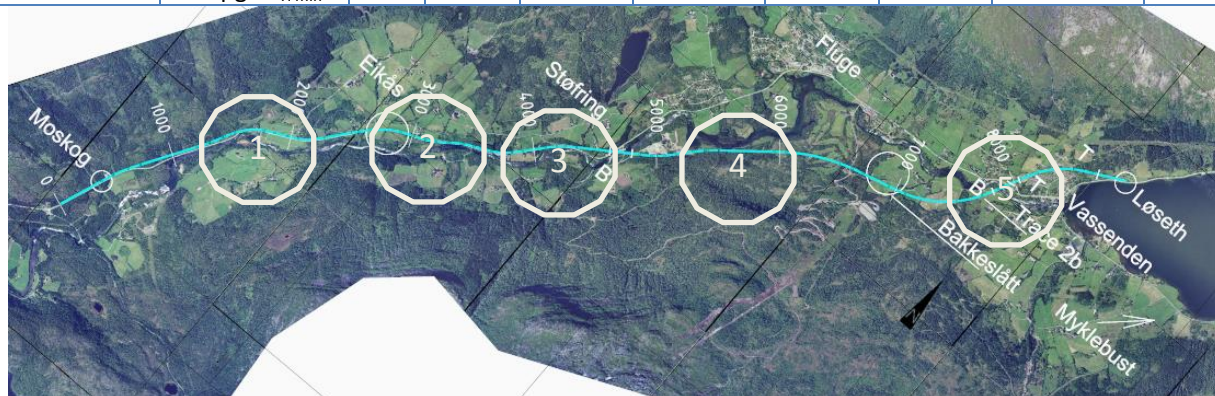 Moskog
0
1000
1
Eikås
3000
2
Støfring
4000
3
B
5000
Fluge
6000
4
7000
8000
5
B
T
T
Trace 2b
Bakkeslått
Vassenden
Løseth
Myklebust
N